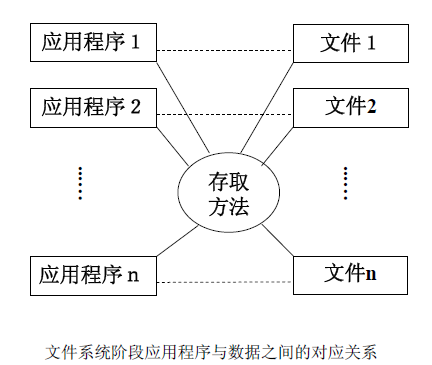 应用程序 1
文件 1
应用程序 2
文件2
存取
方法
应用程序 n
文件n
文件系统阶段应用程序与数据之间的对应关系